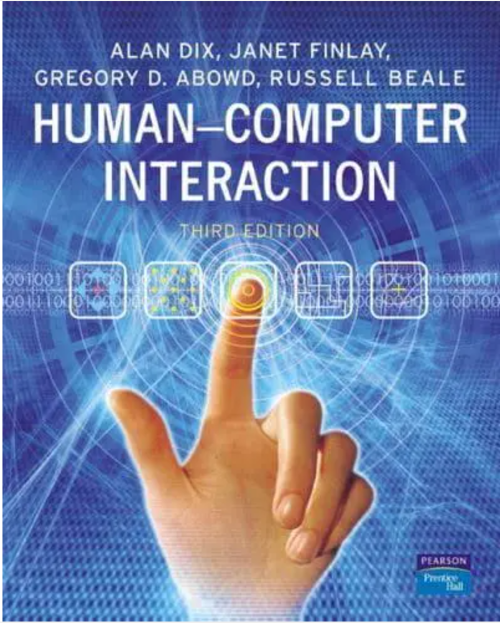 ALAN DIX, JANET FINLAY,
GREGORY D. ABOWD, RUSSELL BEALE
HUMAN–COMPUTER
INTERACTION
THIRD EDITION
PEARSON
Prentice
Hall